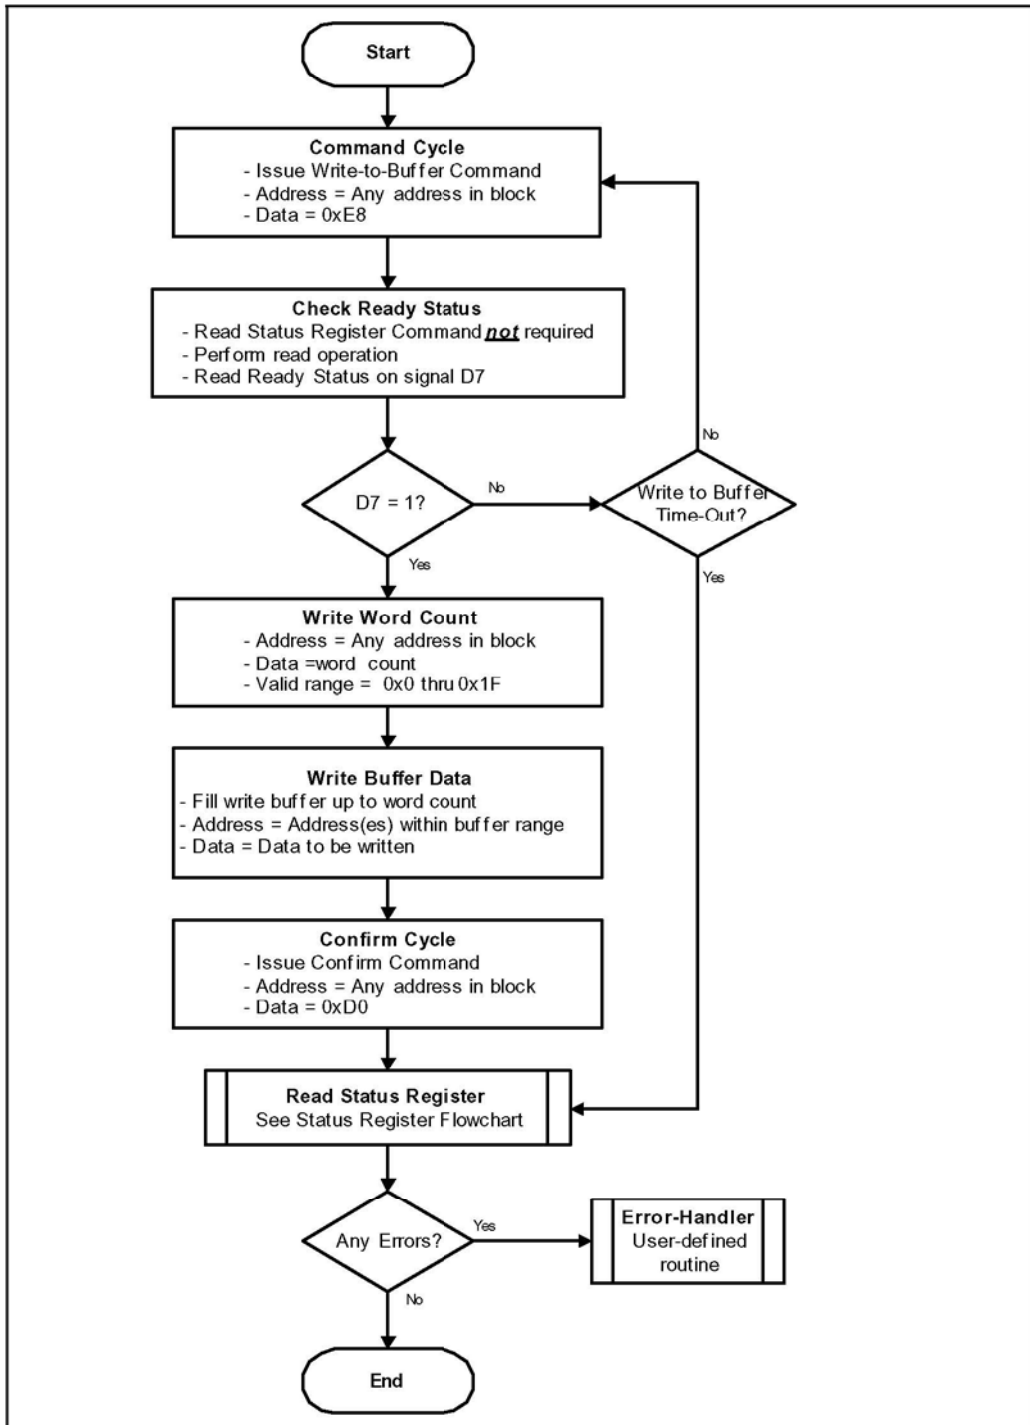 Start
Command Cycle
- Issue Write-to-Buffer Command
- Address = Any address in block
- Data = 0xE8
Check Ready Status
- Read Status Register Command not required
- Perform read operation
- Read Ready Status on signal D7
No
D7 = 1?
No
Write to Buffer
Time-Out?
Yes
Yes
Write Word Count
- Address = Any address in block
- Data =word count
- Valid range = 0x0 thru 0x1F
Write Buffer Data
- Fill write buffer up to word count
- Address = Address(es) within buffer range
- Data = Data to be written
Confirm Cycle
- Issue Confirm Command
- Address = Any address in block
- Data = 0xD0
Read Status Register
See Status Register Flowchart
Any Errors?
Yes
Error-Handler
User-defined
routine
No
End